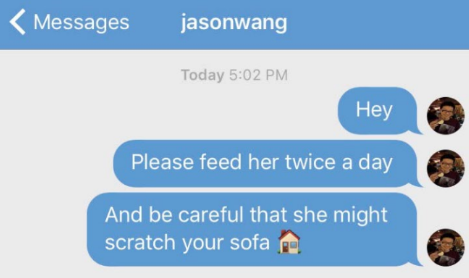 Messages
jasonwang
Today 5:02 PM
Hey
Please feed her twice a day
And be careful that she might
scratch your sofa 🏠